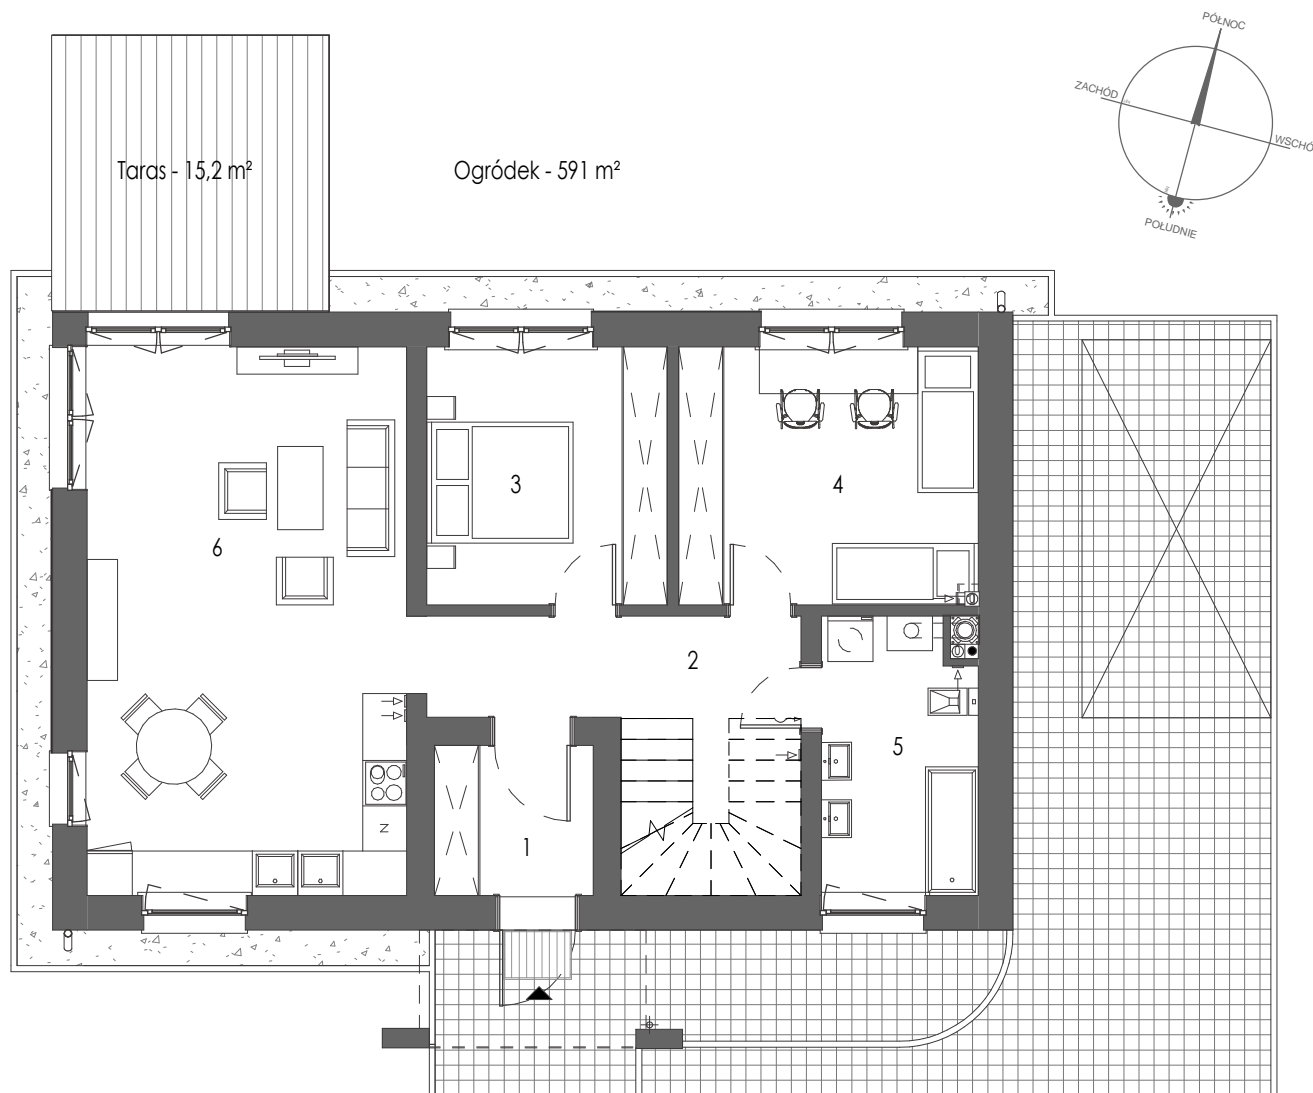 PÓŁNOC
ZACHÓD
WSCHÓ
POŁUDNIE
Taras - 15,2 m²
Ogródek - 591 m²
3
4
6
2
5
1
N